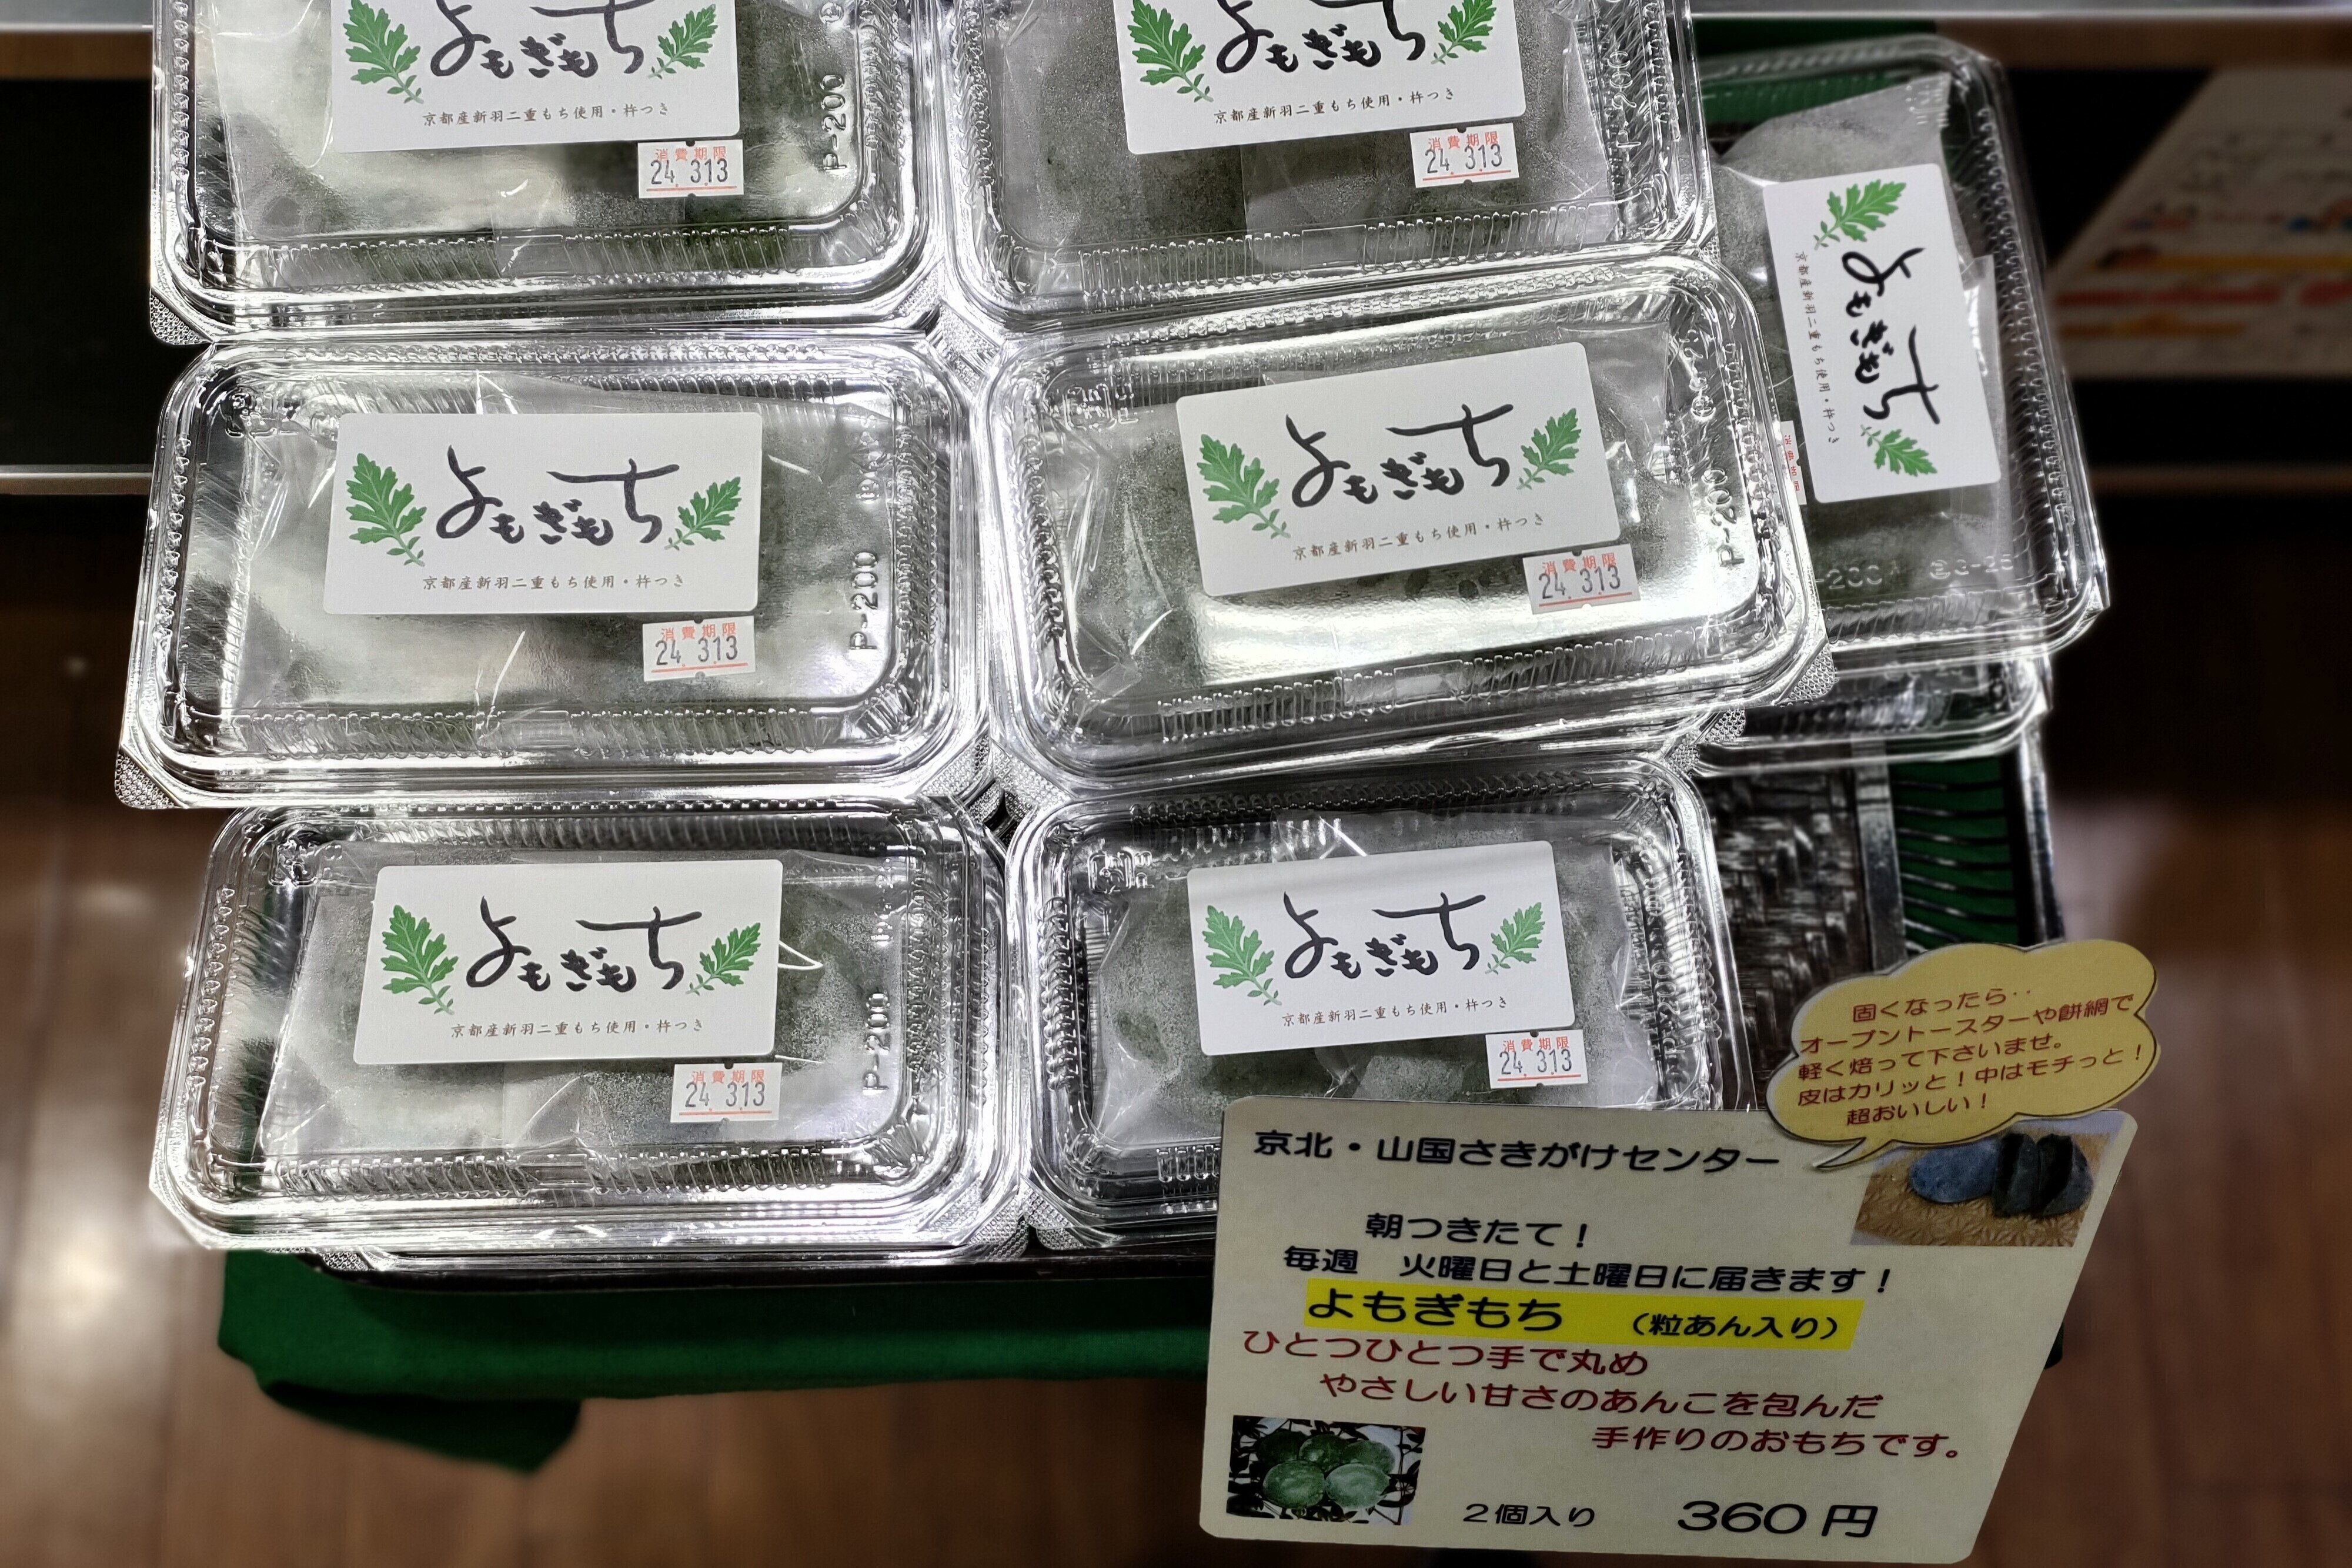 よもぎもち
京都産新羽二重もち使用・杵つき
消費期限
24. 3.13
P-200
よもぎもち
京都産新羽二重もち使用・杵つき
消費期限
24. 3.13
よもぎもち
京都産新羽二重もち使用・杵つき
よもぎもち
京都産新羽二重もち使用・杵つき
消費期限
24. 3.13
P-200
よもぎもち
京都産新羽二重もち使用・杵つき
消費期限
24. 3.13
P-200
よもぎもち
京都産新羽二重もち使用・杵つき
消費期限
24. 3.13
P-200
よもぎもち
京都産新羽二重もち使用・杵つき
消費期限
24. 3.13
固くなったら‥
オーブントースターや餅網で
軽く焙って下さいませ。
皮はカリッと！中はモチっと！
超おいしい！
京北・山国さきがけセンター
朝つきたて！
毎週　火曜日と土曜日に届きます！
よもぎもち　（粒あん入り）
ひとつひとつ手で丸め
やさしい甘さのあんこを包んだ
手作りのおもちです。
２個入り　360円